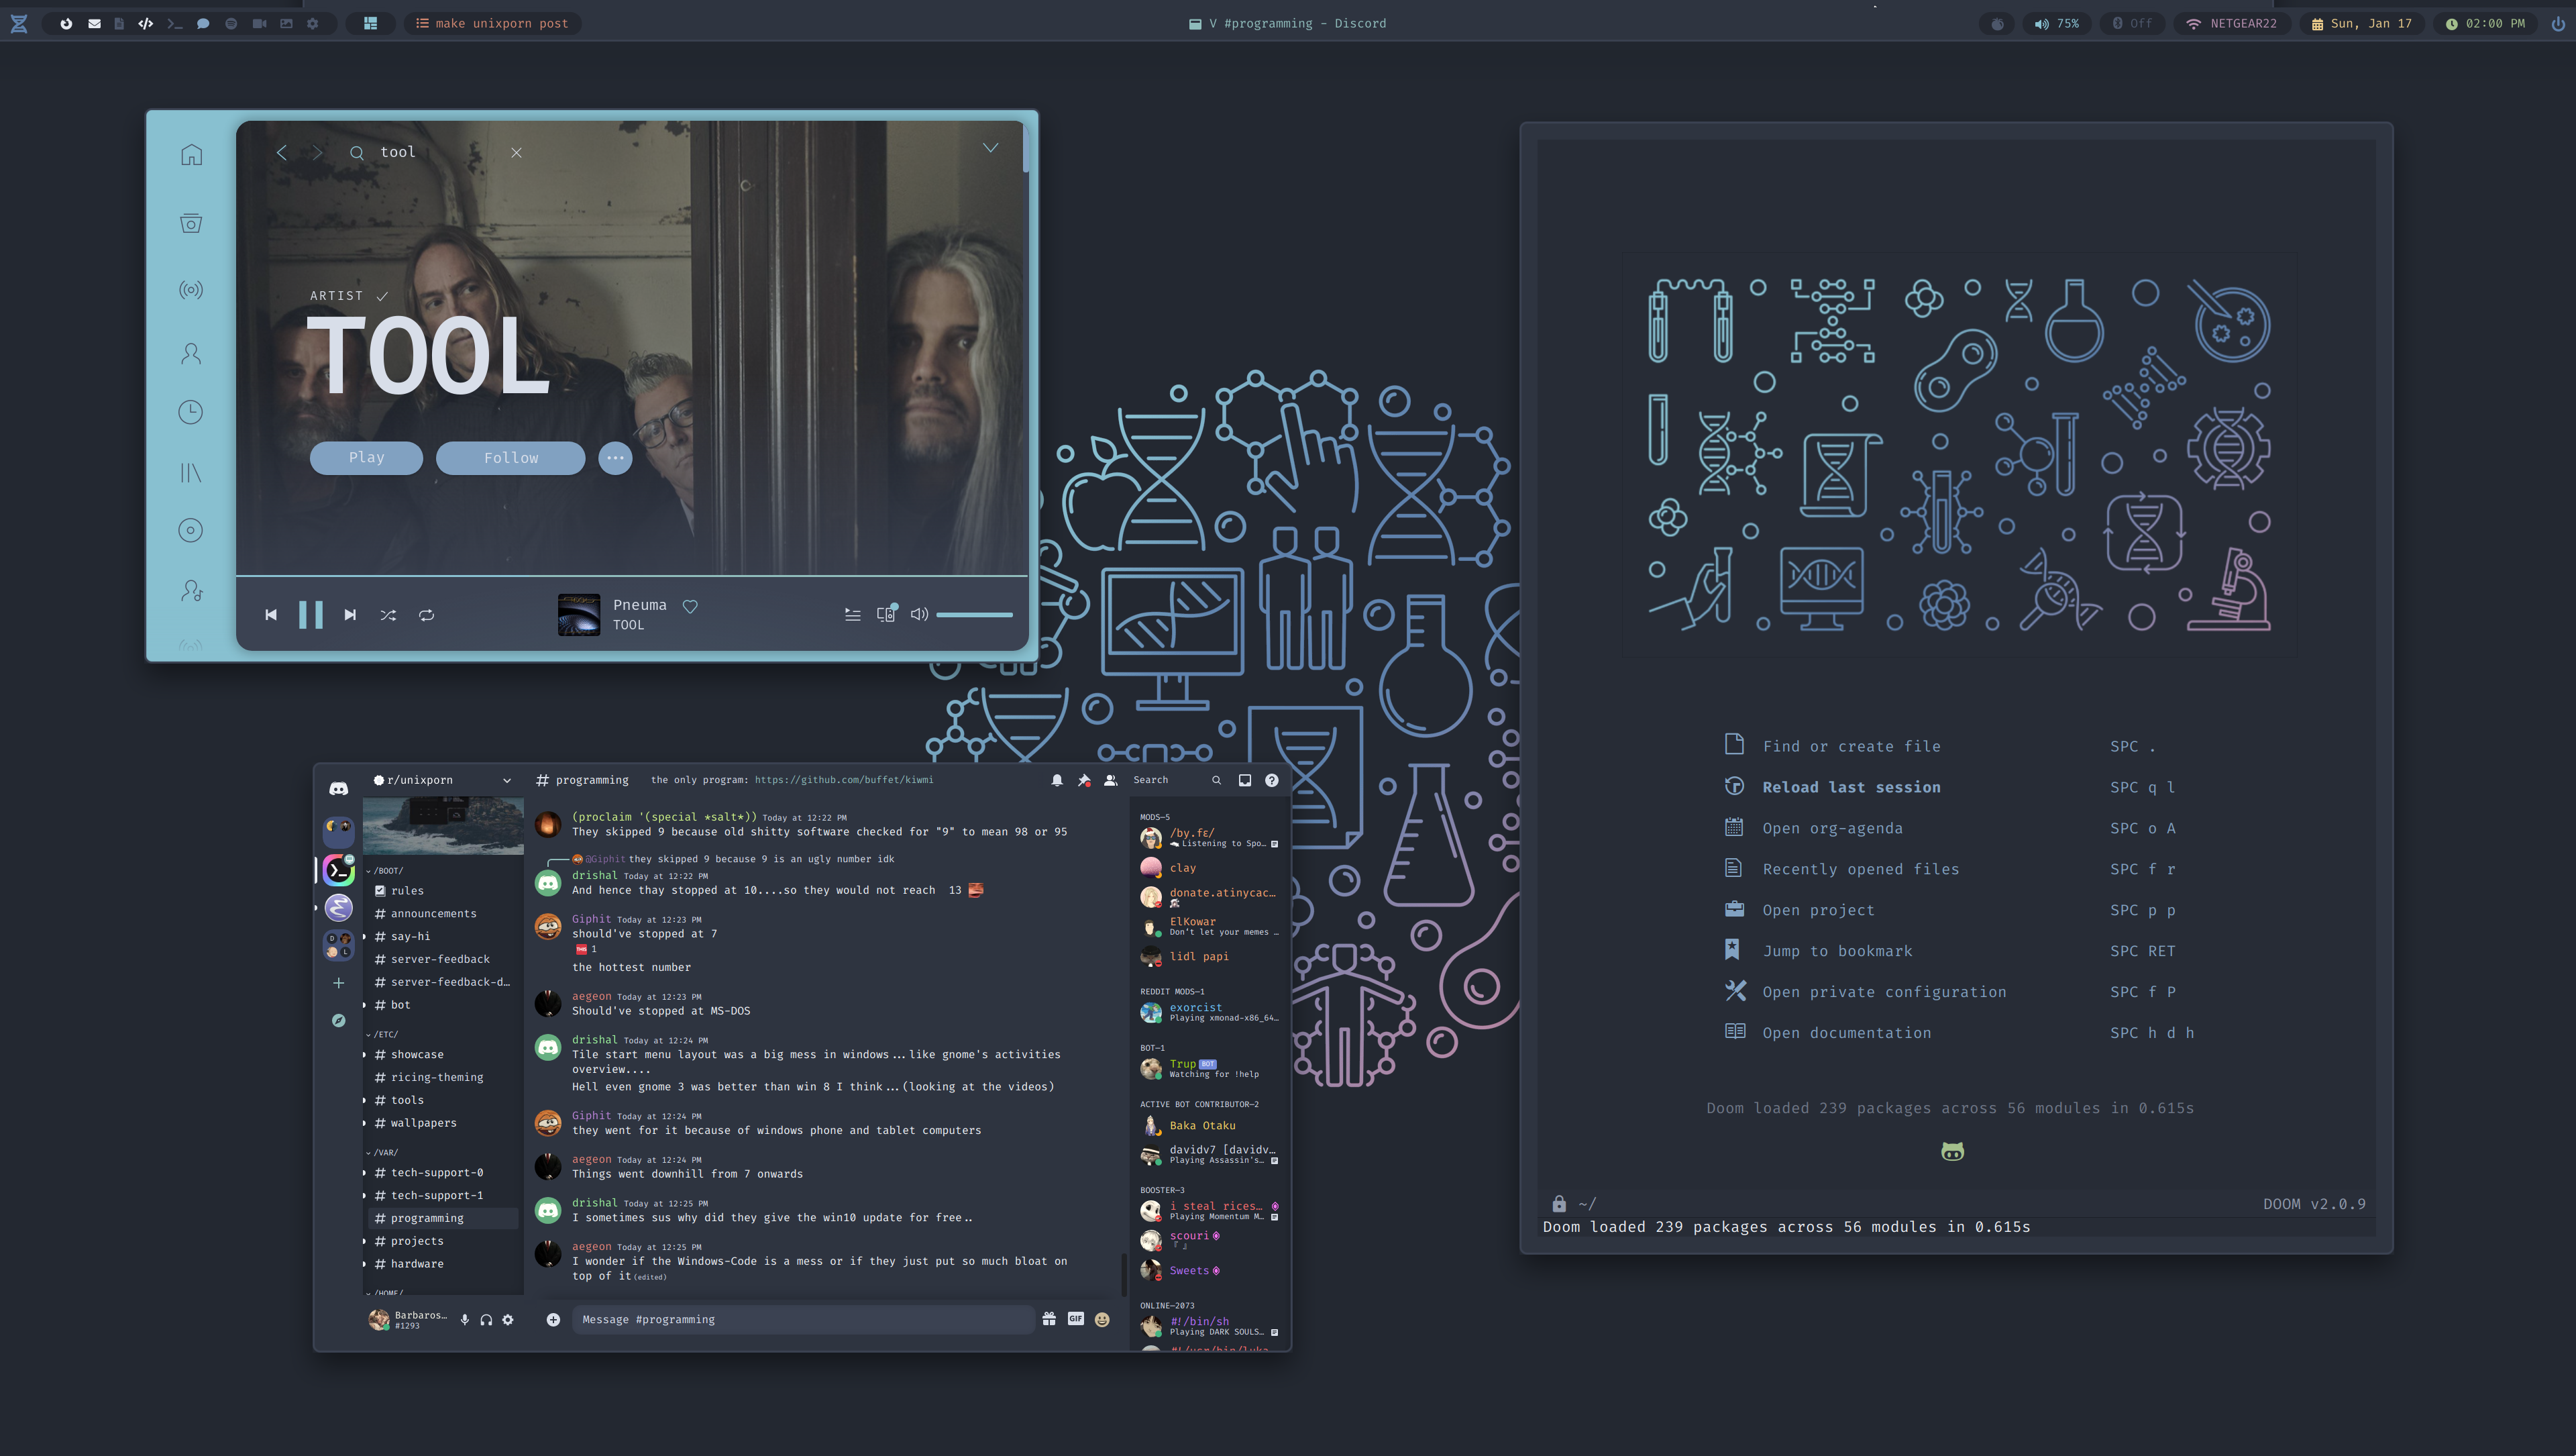 make unixporn post
V #programming - Discord
75%
Off
NETGEAR22
Sun, Jan 17
02:00 PM
tool
ARTIST
TOOL
Play
Follow
Pneuma
TOOL
r/unixporn
/BOOT/
rules
# announcements
# say-hi
# server-feedback
# server-feedback-d…
# bot
/ETC/
# showcase
# ricing-theming
# tools
# wallpapers
/VAR/
# tech-support-0
# tech-support-1
# programming
# projects
# hardware
/HOME/
Barbaros…
#1293
# programming
the only program: https://github.com/buffet/kiwmi
Search
(proclaim '(special *salt*)) Today at 12:22 PM
They skipped 9 because old shitty software checked for "9" to mean 98 or 95
@Giphit they skipped 9 because 9 is an ugly number idk
drishal Today at 12:22 PM
And hence thay stopped at 10....so they would not reach 13
Giphit Today at 12:23 PM
should've stopped at 7
THIS 1
the hottest number
aegeon Today at 12:23 PM
Should've stopped at MS-DOS
drishal Today at 12:24 PM
Tile start menu layout was a big mess in windows...like gnome's activities
overview....
Hell even gnome 3 was better than win 8 I think...(looking at the videos)
Giphit Today at 12:24 PM
they went for it because of windows phone and tablet computers
aegeon Today at 12:24 PM
Things went downhill from 7 onwards
drishal Today at 12:25 PM
I sometimes sus why did they give the win10 update for free..
aegeon Today at 12:25 PM
I wonder if the Windows-Code is a mess or if they just put so much bloat on
top of it (edited)
Message #programming
GIF
MODS—5
/by.fɛ/
Listening to Spo…
clay
donate.atinycac…
ElKowar
Don't let your memes …
lidl papi
REDDIT MODS—1
exorcist
Playing xmonad-x86_64…
BOT—1
Trup BOT
Watching for !help
ACTIVE BOT CONTRIBUTOR—2
Baka Otaku
davidv7 [davidv…
Playing Assassin's…
BOOSTER—3
i steal rices…
Playing Momentum M…
scouri
『 』
Sweets
ONLINE—2073
#!/bin/sh
Playing DARK SOULS…
#!/usr/bin/luka
Find or create file SPC .
Reload last session SPC q l
Open org-agenda SPC o A
Recently opened files SPC f r
Open project SPC p p
Jump to bookmark SPC RET
Open private configuration SPC f P
Open documentation SPC h d h
Doom loaded 239 packages across 56 modules in 0.615s
~/
DOOM v2.0.9
Doom loaded 239 packages across 56 modules in 0.615s